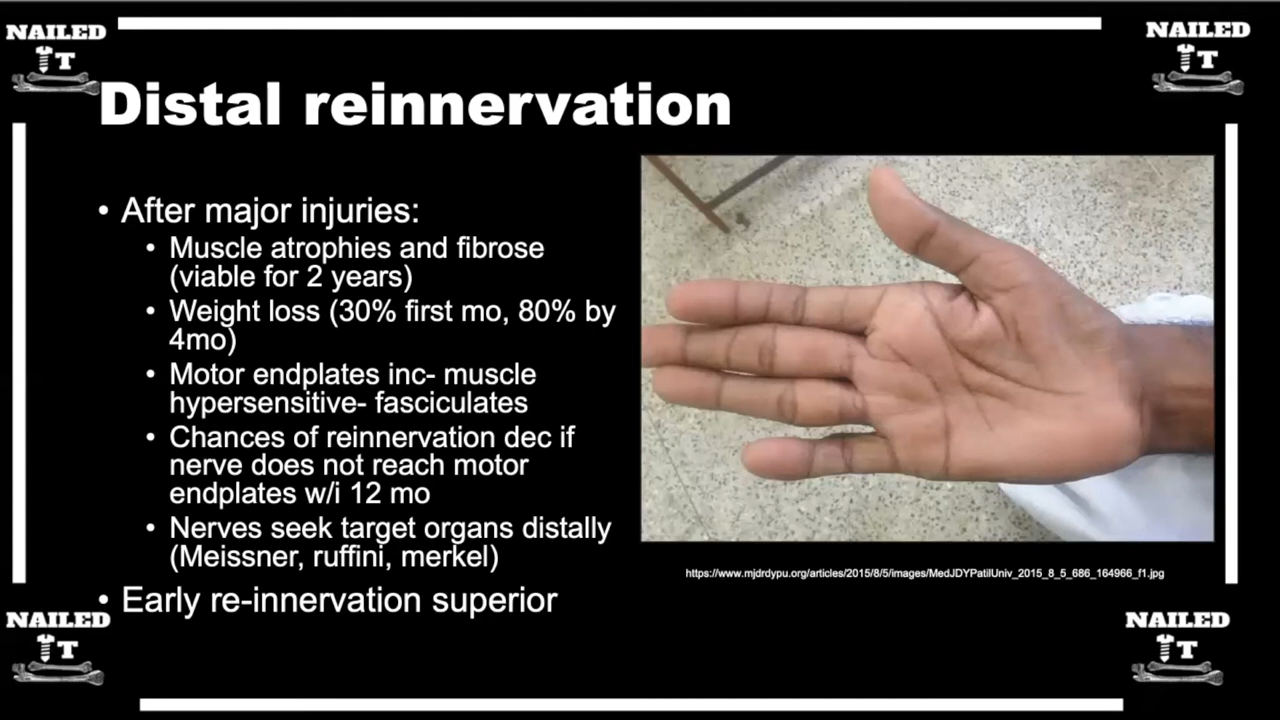 NAILED
IT
NAILED
IT
Distal reinnervation
• After major injuries:
• Muscle atrophies and fibrose
(viable for 2 years)
• Weight loss (30% first mo, 80% by
4mo)
• Motor endplates inc- muscle
hypersensitive- fasciculates
• Chances of reinnervation dec if
nerve does not reach motor
endplates w/i 12 mo
• Nerves seek target organs distally
(Meissner, ruffini, merkel)
• Early re-innervation superior
https://www.mjdrdypu.org/articles/2015/8/5/images/MedJDYPatilUniv_2015_8_5_686_164966_f1.jpg
NAILED
IT
NAILED
IT